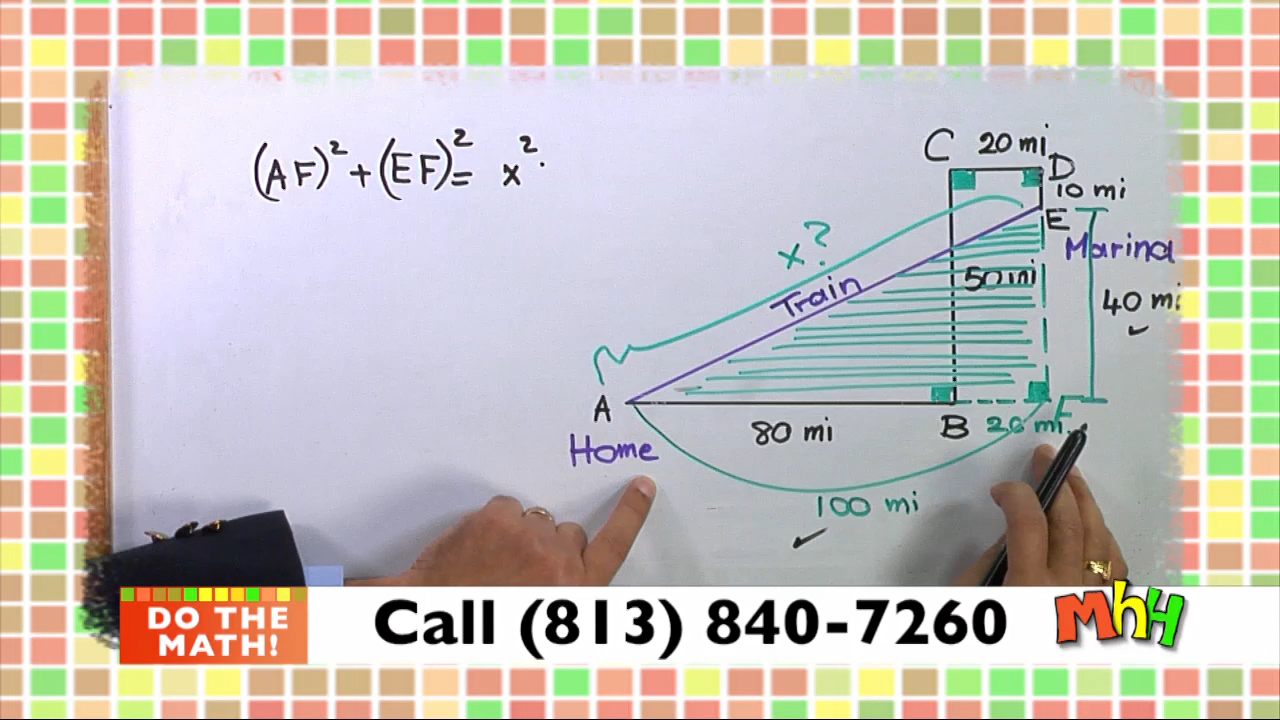 (AF)² + (EF)² = x².
C 20 mi D
10 mi
E
x?
Marina
Train
50 mi
40 mi
A
80 mi
B
20 mi
F
Home
100 mi
DO THE
MATH!
Call (813) 840-7260
Mh4